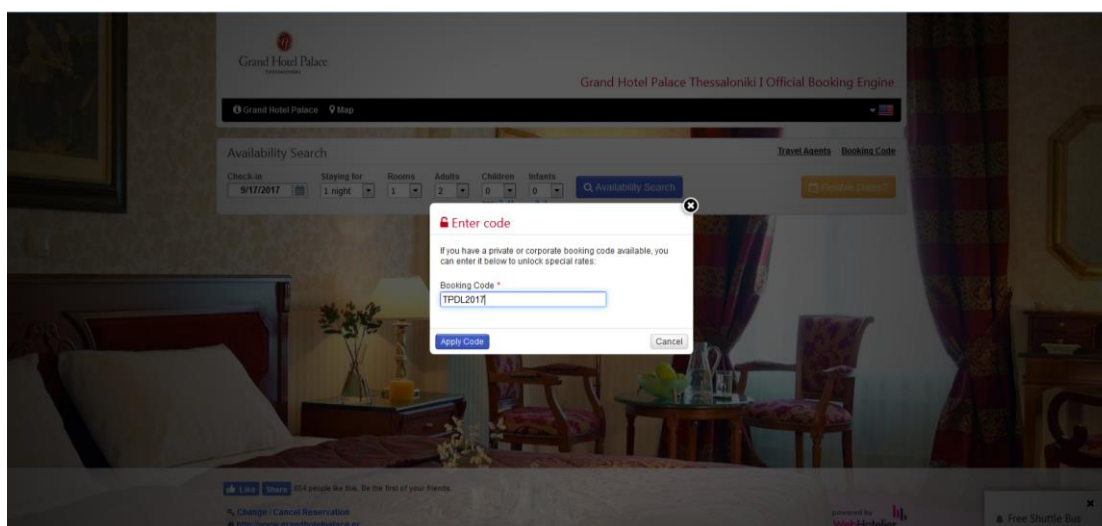 Grand Hotel Palace
Grand Hotel Palace Thessaloniki I Official Booking Engine
Grand Hotel Palace Map
Availability Search
Travel Agents Booking Code
Check-in Staying for Rooms Adults Children Infants
9/17/2017 1 night 1 2 0 0 Availability Search
Enter code
If you have a private or corporate booking code available, you
can enter it below to unlock special rates:
Booking Code *
TPDL2017
Apply Code Cancel
Like Share 854 people like this. Be the first of your friends.
Change / Cancel Reservation
powered by
WebHotelier
Free Shuttle Bus